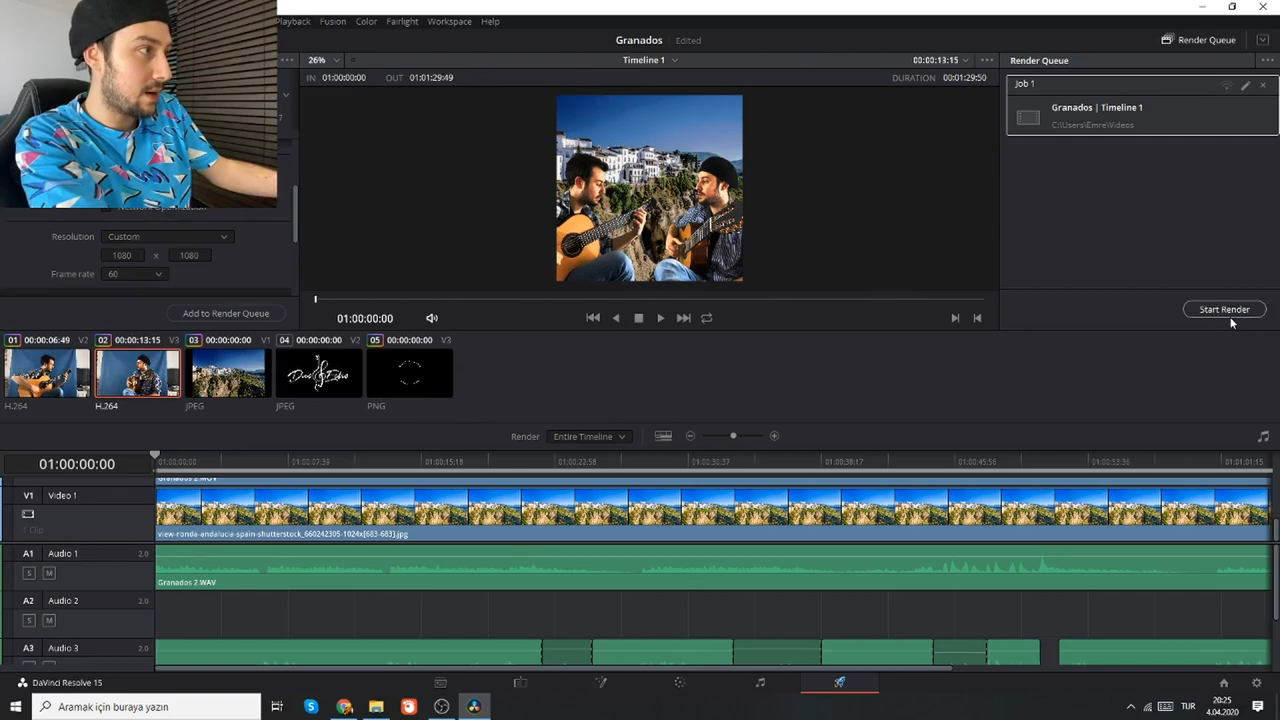 Playback Fusion Color Fairlight Workspace Help
Granados Edited
Render Queue
26%
Timeline 1
00:00:13:15
Render Queue
IN 01:00:00:00 OUT 01:01:29:49
DURATION 00:01:29:50
Job 1
Granados | Timeline 1
C:\Users\Emre\Videos
Resolution Custom
1080 x 1080
Frame rate 60
Add to Render Queue
01:00:00:00
Start Render
01 00:00:06:49 V2
02 00:00:13:15 V3
03 00:00:00:00 V1
04 00:00:00:00 V2
05 00:00:00:00 V3
H.264
H.264
JPEG
JPEG
PNG
Render Entire Timeline
01:00:00:00
01:00:00:00 01:00:07:39 01:00:15:18 01:00:22:58 01:00:30:37 01:00:38:17 01:00:45:56 01:00:53:36 01:01:01:15
Granados 2.MOV
V1 Video 1
1 Clip
view-ronda-andalucia-spain-shutterstock_660242305-1024x[683-683].jpg
A1 Audio 1 2.0
S M
Granados 2.WAV
A2 Audio 2 2.0
S M
A3 Audio 3 2.0
DaVinci Resolve 15
Aramak için buraya yazın
TUR
20:25
4.04.2020